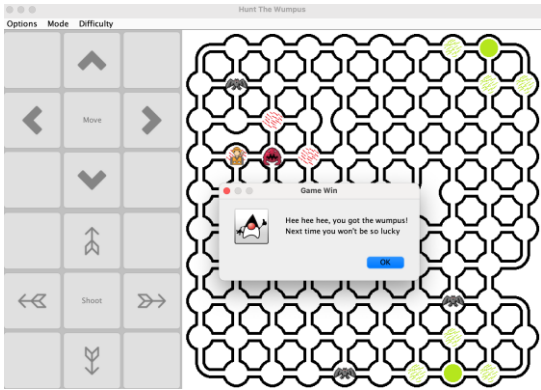 Hunt The Wumpus
Options Mode Difficulty
Move
Game Win
Hee hee hee, you got the wumpus!
Next time you won't be so lucky
OK
Shoot